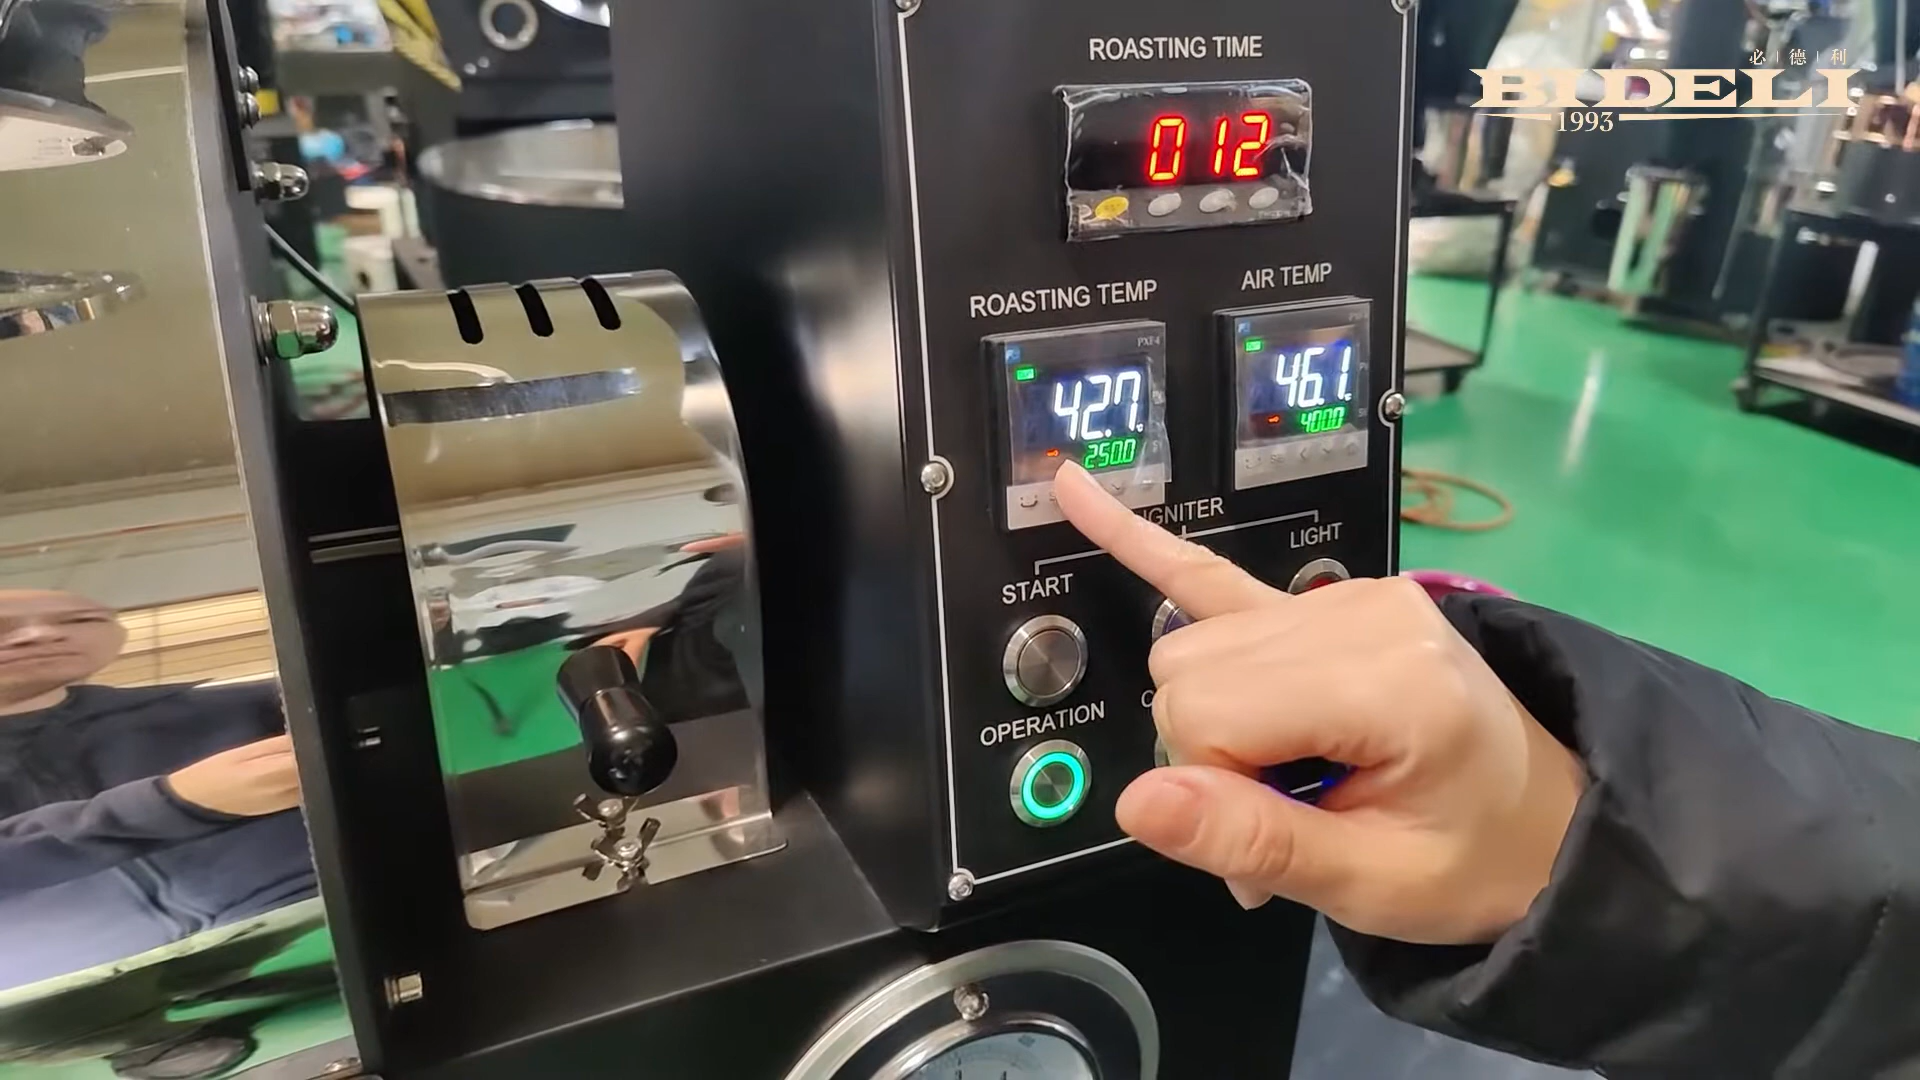 ROASTING TIME
必 | 德 | 利
BIDELI
1993
012
ROASTING TEMP
AIR TEMP
PXF4
42.7
250.0
46.1
400.0
IGNITER
LIGHT
START
OPERATION